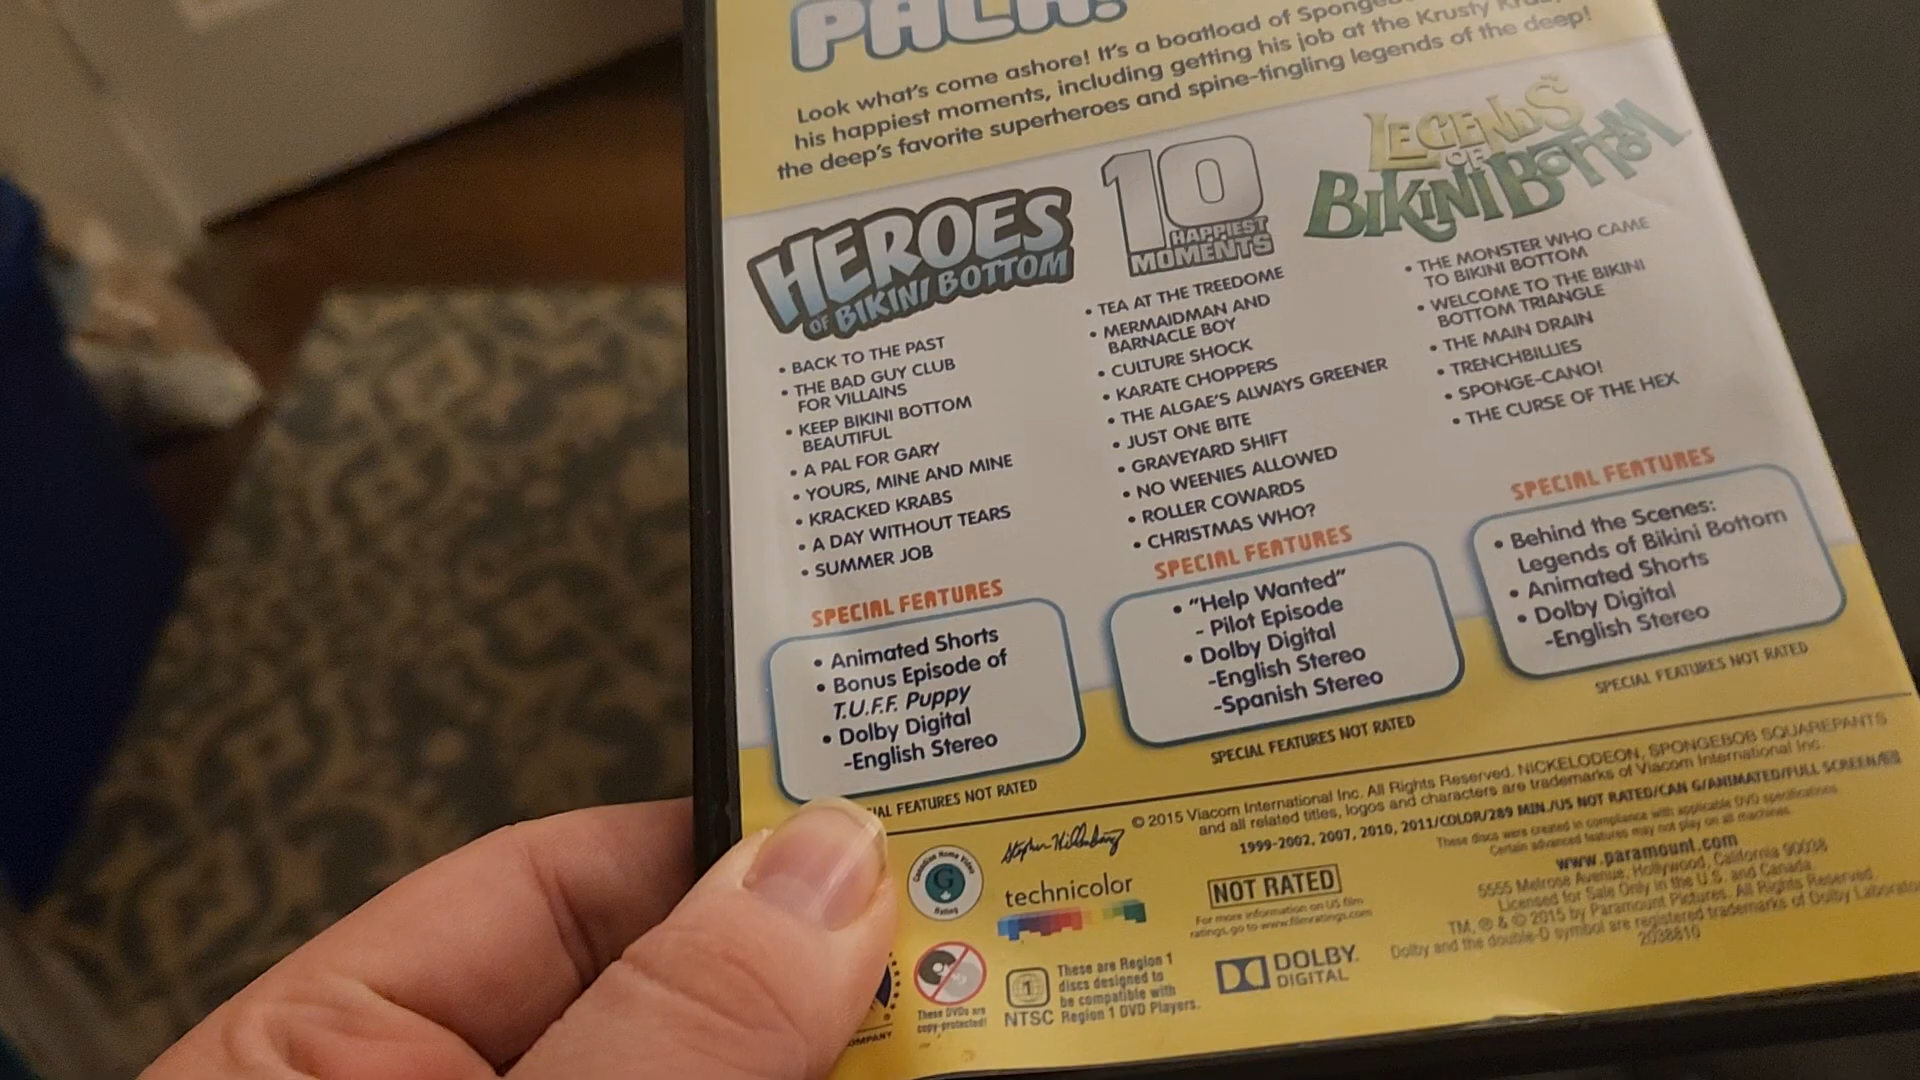 PACK!
Look what's come ashore! It's a boatload of
his happiest moments, including getting his job at the Krusty
the deep's favorite superheroes and spine-tingling legends of the deep!
HEROES
OF BIKINI BOTTOM
• BACK TO THE PAST
• THE BAD GUY CLUB
FOR VILLAINS
• KEEP BIKINI BOTTOM
BEAUTIFUL
• A PAL FOR GARY
• YOURS, MINE AND MINE
• KRACKED KRABS
• A DAY WITHOUT TEARS
• SUMMER JOB
SPECIAL FEATURES
• Animated Shorts
• Bonus Episode of
T.U.F.F. Puppy
• Dolby Digital
-English Stereo
IAL FEATURES NOT RATED
10
HAPPIEST
MOMENTS
• TEA AT THE TREEDOME
• MERMAIDMAN AND
BARNACLE BOY
• CULTURE SHOCK
• KARATE CHOPPERS
• THE ALGAE'S ALWAYS GREENER
• JUST ONE BITE
• GRAVEYARD SHIFT
• NO WEENIES ALLOWED
• ROLLER COWARDS
• CHRISTMAS WHO?
SPECIAL FEATURES
• "Help Wanted"
- Pilot Episode
• Dolby Digital
-English Stereo
-Spanish Stereo
SPECIAL FEATURES NOT RATED
LEGENDS
OF
BIKINI BOTTOM
• THE MONSTER WHO CAME
TO BIKINI BOTTOM
• WELCOME TO THE BIKINI
BOTTOM TRIANGLE
• THE MAIN DRAIN
• TRENCHBILLIES
• SPONGE-CANO!
• THE CURSE OF THE HEX
SPECIAL FEATURES
• Behind the Scenes:
Legends of Bikini Bottom
• Animated Shorts
• Dolby Digital
-English Stereo
SPECIAL FEATURES NOT RATED
© 2015 Viacom International Inc. All Rights Reserved. NICKELODEON, SPONGEBOB SQUAREPANTS
and all related titles, logos and characters are trademarks of Viacom International Inc.
1999-2002, 2007, 2010, 2011/COLOR/289 MIN./US NOT RATED/CAN G/ANIMATED/FULL SCREEN/
These discs were created in compliance with applicable DVD specifications
Certain advanced features may not play on all machines.
www.paramount.com
5555 Melrose Avenue, Hollywood, California 90038
Licensed for Sale Only in the U.S. and Canada
TM, ® & © 2015 by Paramount Pictures. All Rights Reserved.
Dolby and the double-D symbol are registered trademarks of Dolby
2038810
Canadian Home Video
G
Rating
Stephen Hillenburg
technicolor
NOT RATED
For more information on US film
ratings, go to www.filmratings.com
These DVDs are
copy-protected!
1
NTSC
These are Region 1
discs designed to
be compatible with
Region 1 DVD Players.
DOLBY
DIGITAL
OMPANY